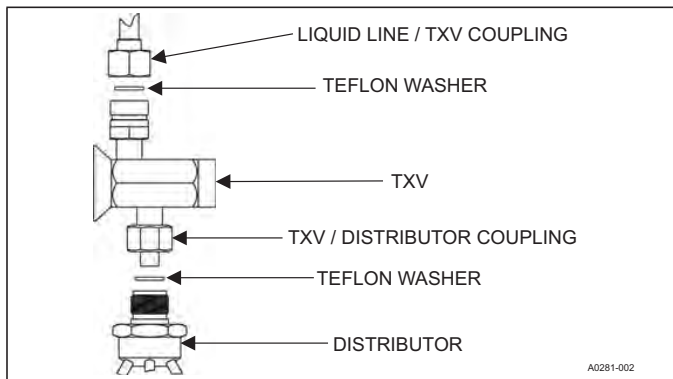 LIQUID LINE / TXV COUPLING
TEFLON WASHER
TXV
TXV / DISTRIBUTOR COUPLING
TEFLON WASHER
DISTRIBUTOR
A0281-002